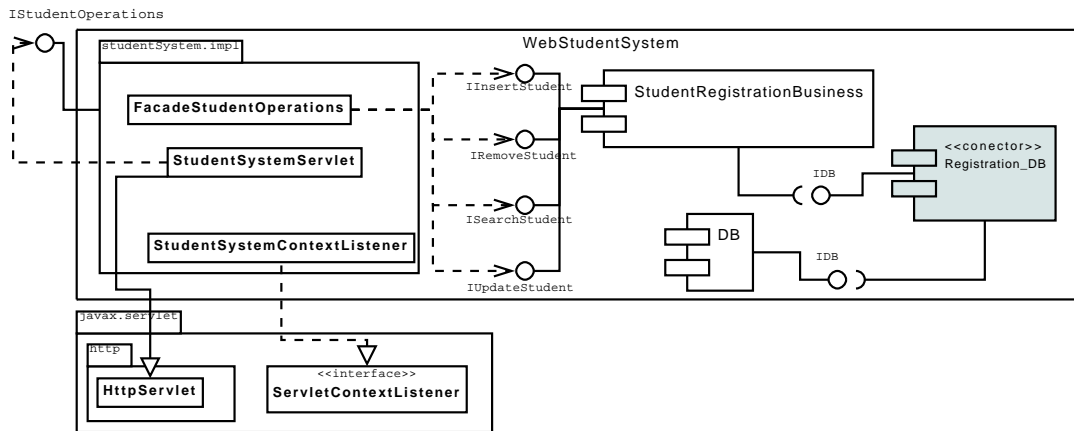 IStudentOperations
studentSystem.impl
WebStudentSystem
FacadeStudentOperations
StudentSystemServlet
StudentSystemContextListener
IInsertStudent
IRemoveStudent
ISearchStudent
IUpdateStudent
StudentRegistrationBusiness
IDB
<<conector>>
Registration_DB
DB
IDB
javax.servlet
http
HttpServlet
<<interface>>
ServletContextListener